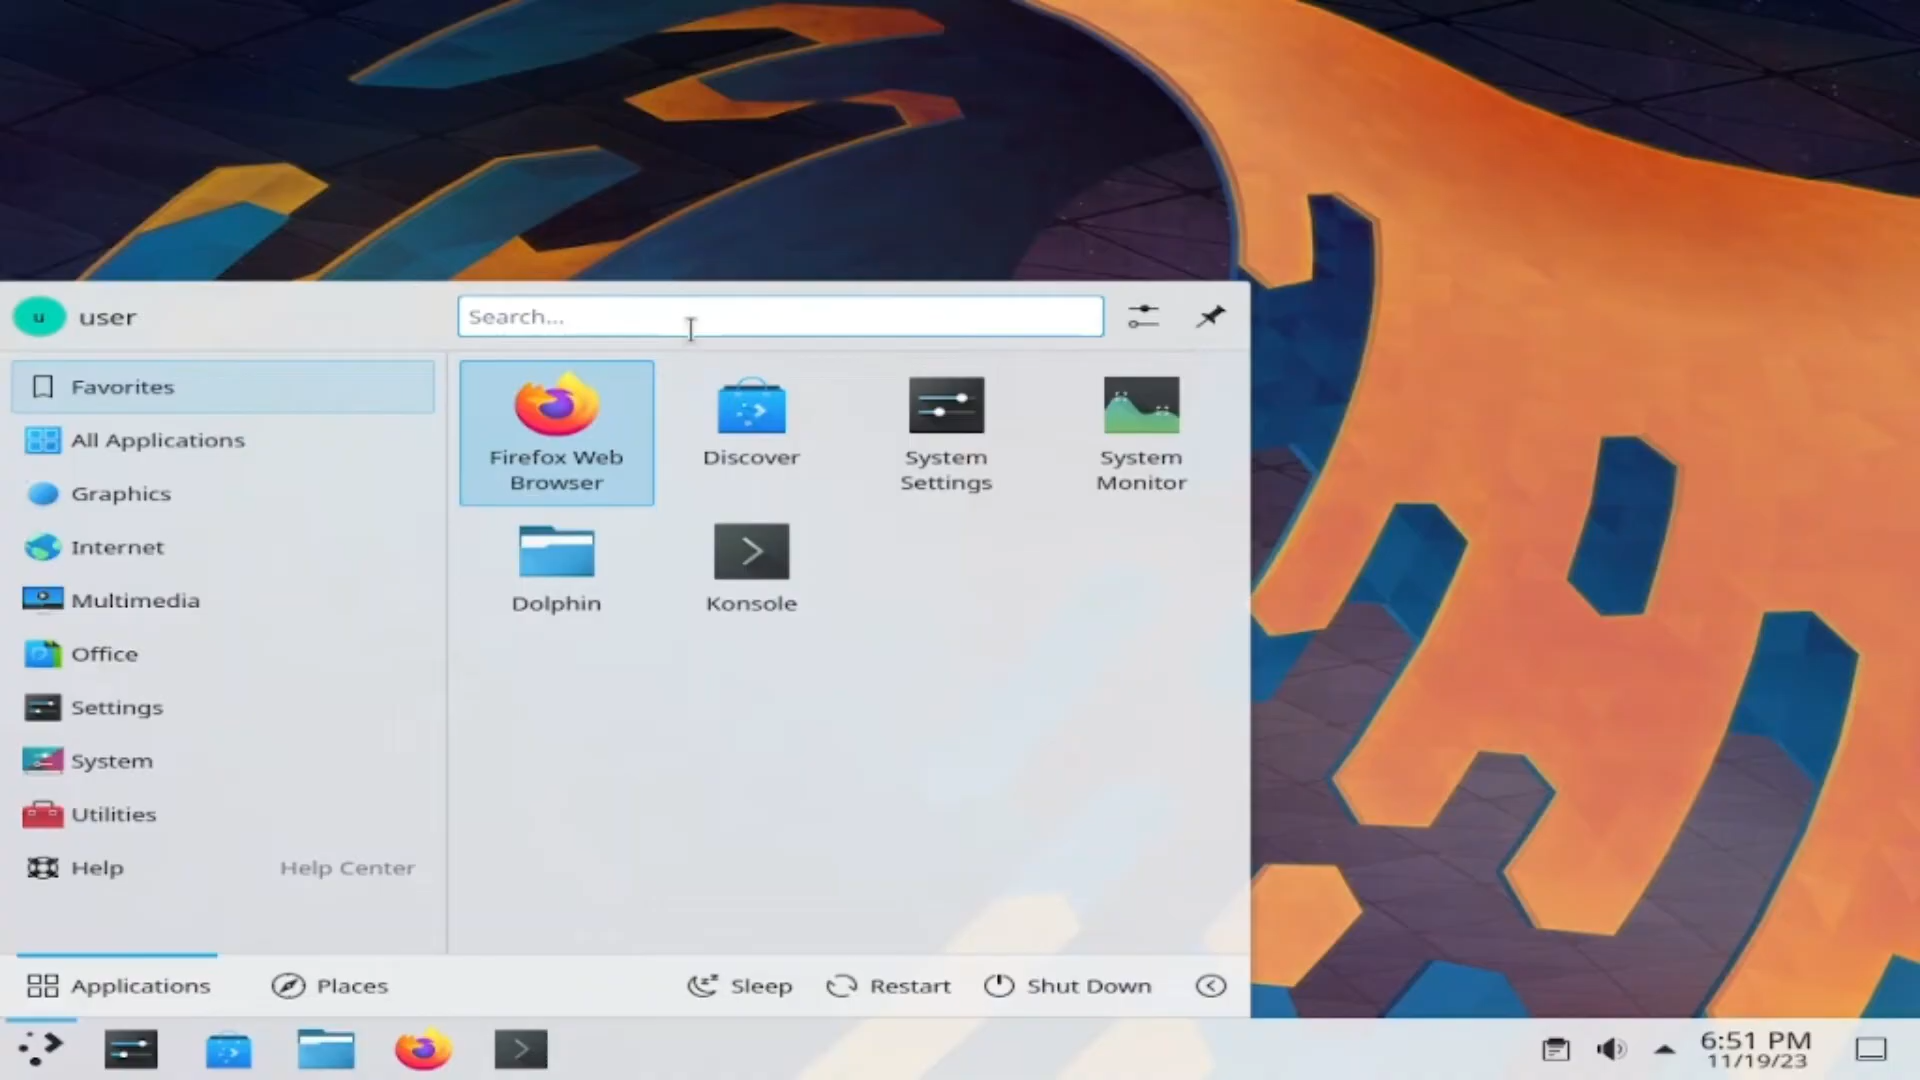 u
user
Search...
Favorites
All Applications
Graphics
Internet
Multimedia
Office
Settings
System
Utilities
Help
Help Center
Firefox Web
Browser
Discover
System
Settings
System
Monitor
Dolphin
Konsole
Applications
Places
Sleep
Restart
Shut Down
6:51 PM
11/19/23